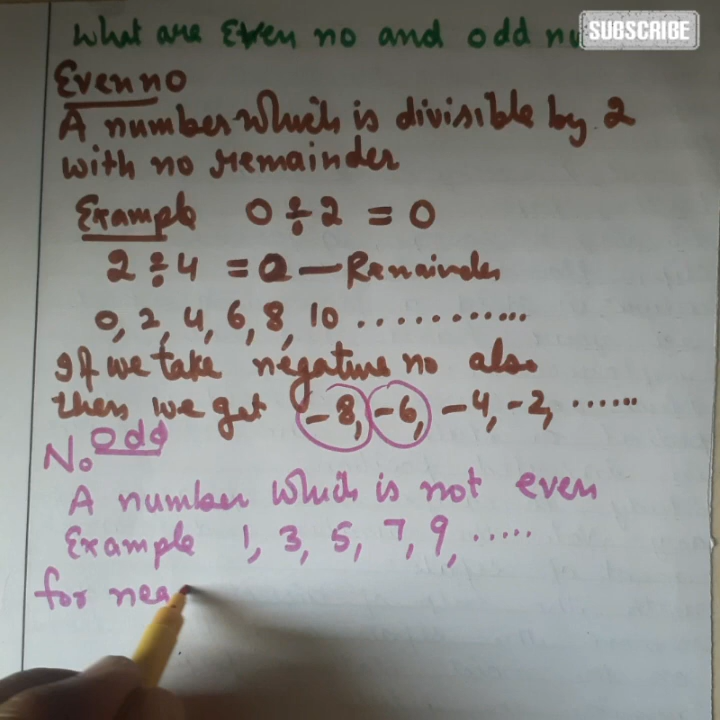 What are Even no and odd nu
SUBSCRIBE
Even no
A number which is divisible by 2
with no remainder
Example 0 ÷ 2 = 0
2 ÷ 4 = 0 — Remainder
0, 2, 4, 6, 8, 10 ...........
If we take negative no also
then we get -8, -6, -4, -2, ......
No Odd
A number which is not even
Example 1, 3, 5, 7, 9, .....
for nea